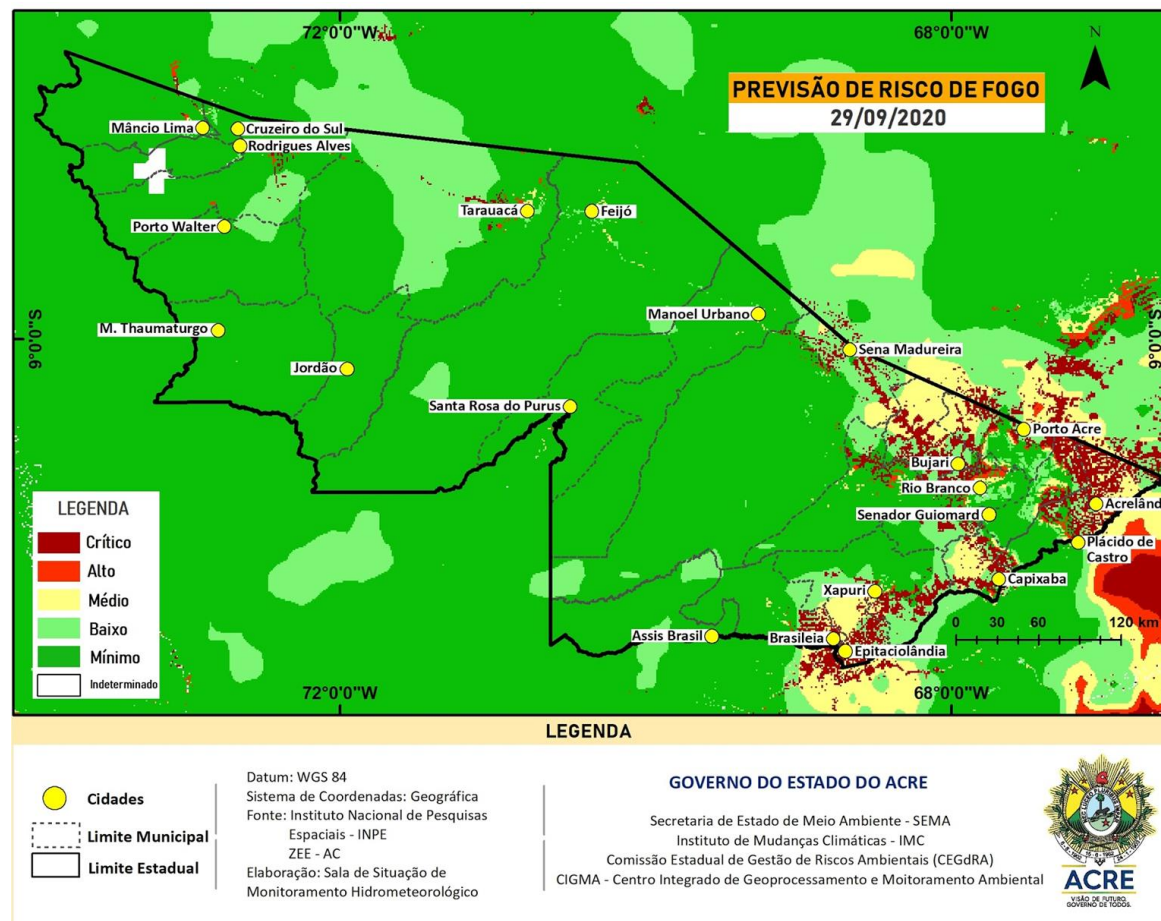 72°0'0"W
68°0'0"W
N
PREVISÃO DE RISCO DE FOGO
29/09/2020
Mâncio Lima
Cruzeiro do Sul
Rodrigues Alves
Tarauacá
Feijó
Porto Walter
Manoel Urbano
M. Thaumaturgo
9°0'0"S
9°0'0"S
Sena Madureira
Jordão
Santa Rosa do Purus
Porto Acre
Bujari
Rio Branco
Acrelând
Senador Guiomard
Plácido de
Castro
Capixaba
Xapuri
Assis Brasil
Brasileia
Epitaciolândia
0 30 60 120 km
LEGENDA
Crítico
Alto
Médio
Baixo
Mínimo
Indeterminado
72°0'0"W
68°0'0"W
LEGENDA
Cidades
Limite Municipal
Limite Estadual
Datum: WGS 84
Sistema de Coordenadas: Geográfica
Fonte: Instituto Nacional de Pesquisas
Espaciais - INPE
ZEE - AC
Elaboração: Sala de Situação de
Monitoramento Hidrometeorológico
GOVERNO DO ESTADO DO ACRE
Secretaria de Estado de Meio Ambiente - SEMA
Instituto de Mudanças Climáticas - IMC
Comissão Estadual de Gestão de Riscos Ambientais (CEGdRA)
CIGMA - Centro Integrado de Geoprocessamento e Moitoramento Ambiental
ACRE
VISÃO DE FUTURO.
GOVERNO DE TODOS.